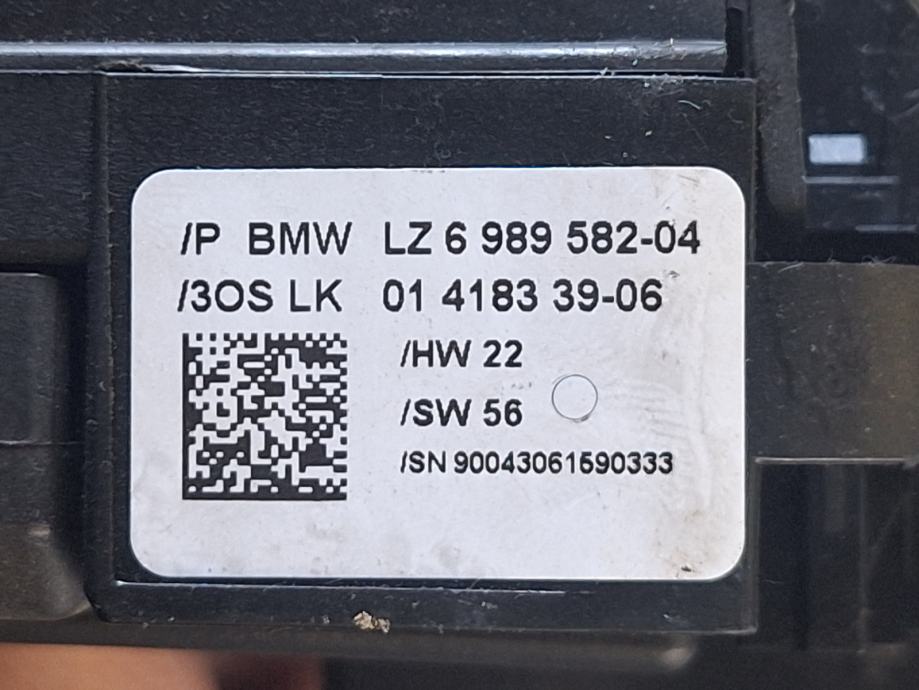 /P BMW LZ 6 989 582-04
/3OS LK 01 4183 39-06
/HW 22
/SW 56
/SN 90043061590333